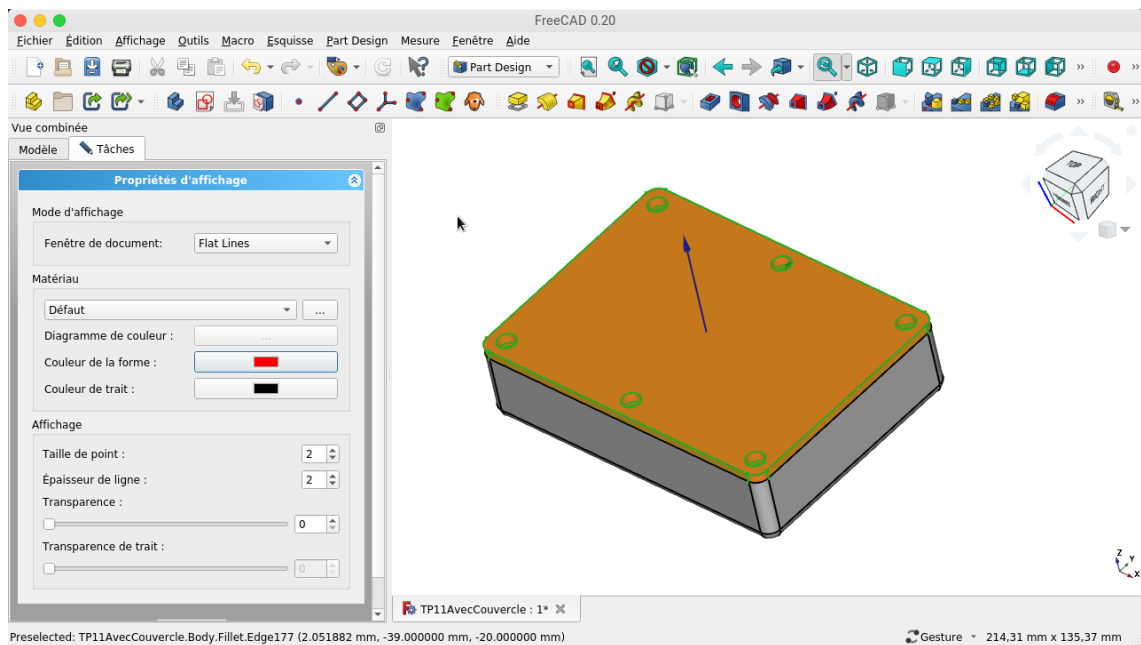 FreeCAD 0.20
Fichier Édition Affichage Outils Macro Esquisse Part Design Mesure Fenêtre Aide
Part Design
»
»
»
»
Vue combinée
Modèle Tâches
Propriétés d'affichage
Mode d'affichage
Fenêtre de document: Flat Lines
Matériau
Défaut ...
Diagramme de couleur : ...
Couleur de la forme :
Couleur de trait :
Affichage
Taille de point : 2
Épaisseur de ligne : 2
Transparence :
0
Transparence de trait :
0
TOP
RIGHT
Z
Y
X
TP11AvecCouvercle : 1*
Preselected: TP11AvecCouvercle.Body.Fillet.Edge177 (2.051882 mm, -39.000000 mm, -20.000000 mm) Gesture 214,31 mm x 135,37 mm